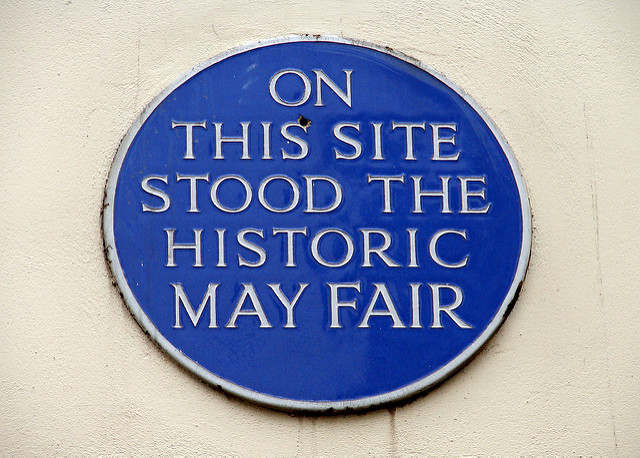 ON
THIS SITE
STOOD THE
HISTORIC
MAY FAIR